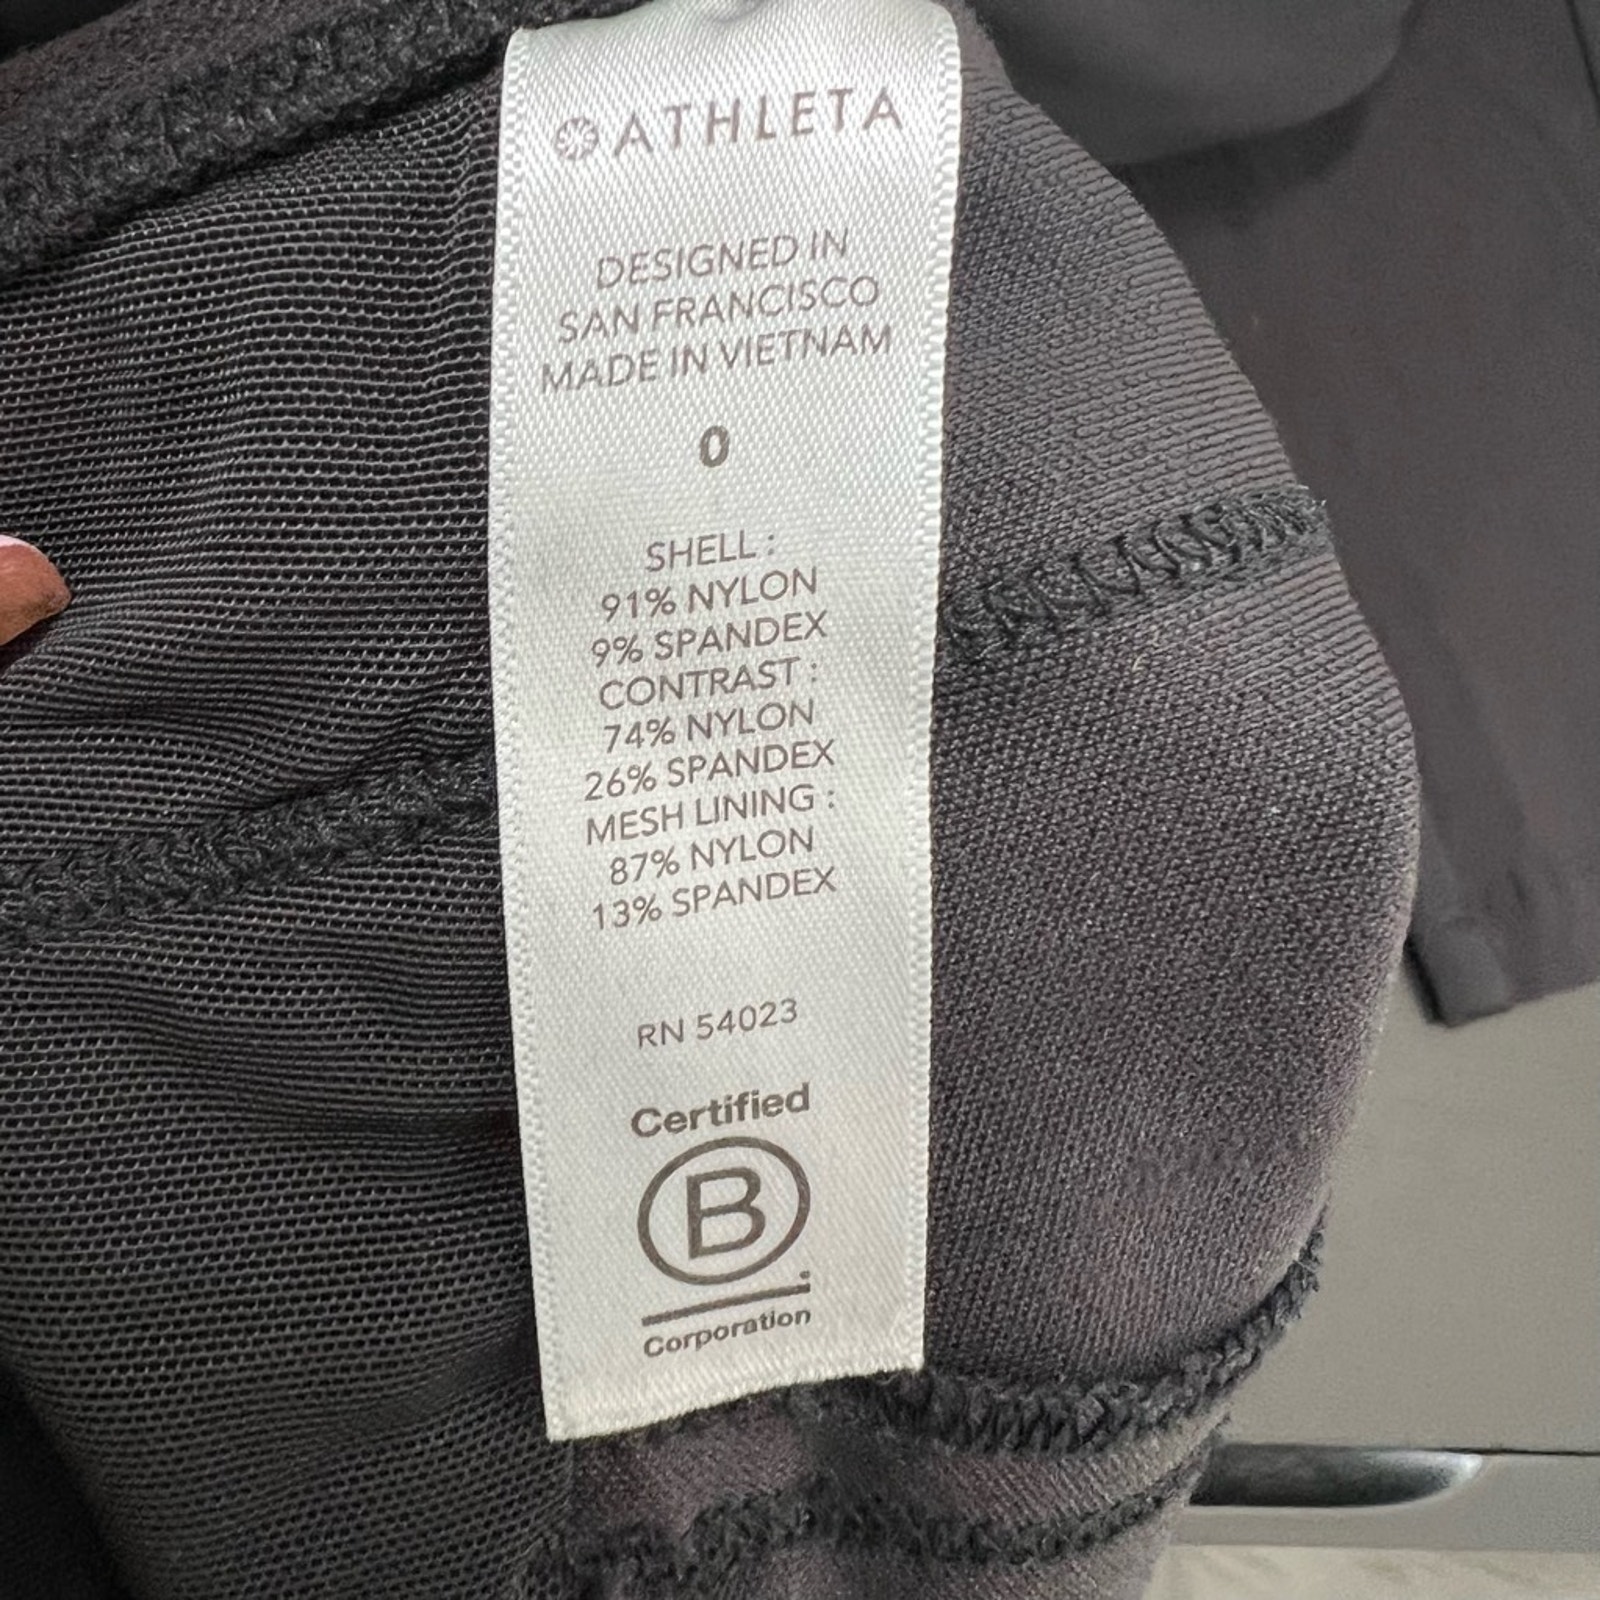 ATHLETA
DESIGNED IN
SAN FRANCISCO
MADE IN VIETNAM
0
SHELL :
91% NYLON
9% SPANDEX
CONTRAST :
74% NYLON
26% SPANDEX
MESH LINING :
87% NYLON
13% SPANDEX
RN 54023
Certified
B
Corporation